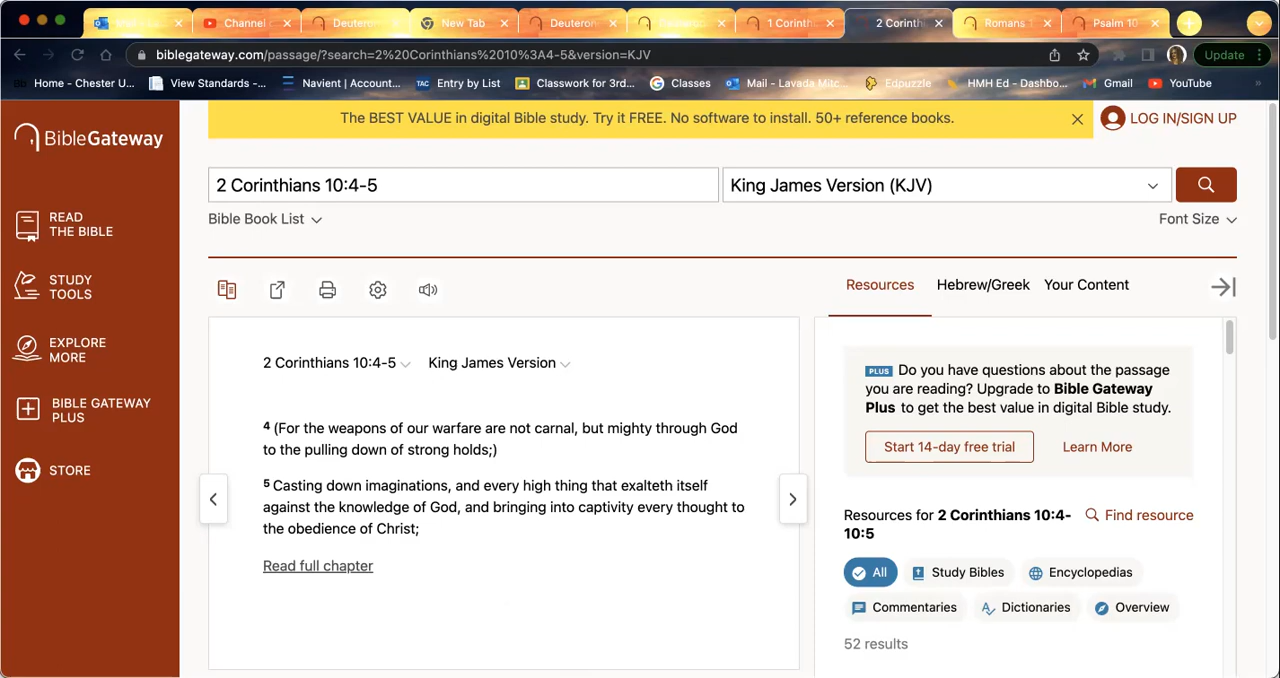 Channel
Deutero
New Tab
Deuteron
1 Corinth
2 Corinth
Romans 1
Psalm 10
biblegateway.com/passage/?search=2%20Corinthians%2010%3A4-5&version=KJV
Update
Home - Chester U...
View Standards -...
Navient | Account...
TAC Entry by List
Classwork for 3rd...
Classes
Mail - Lavada Mitc...
Edpuzzle
HMH Ed - Dashbo...
Gmail
YouTube
»
The BEST VALUE in digital Bible study. Try it FREE. No software to install. 50+ reference books.
LOG IN/SIGN UP
BibleGateway
2 Corinthians 10:4-5
King James Version (KJV)
Bible Book List
Font Size
READ
THE BIBLE
STUDY
TOOLS
EXPLORE
MORE
BIBLE GATEWAY
PLUS
STORE
Resources
Hebrew/Greek
Your Content
2 Corinthians 10:4-5
King James Version
4 (For the weapons of our warfare are not carnal, but mighty through God
to the pulling down of strong holds;)
5 Casting down imaginations, and every high thing that exalteth itself
against the knowledge of God, and bringing into captivity every thought to
the obedience of Christ;
Read full chapter
PLUS Do you have questions about the passage
you are reading? Upgrade to Bible Gateway
Plus to get the best value in digital Bible study.
Start 14-day free trial
Learn More
Resources for 2 Corinthians 10:4-
10:5
Find resource
All
Study Bibles
Encyclopedias
Commentaries
Dictionaries
Overview
52 results